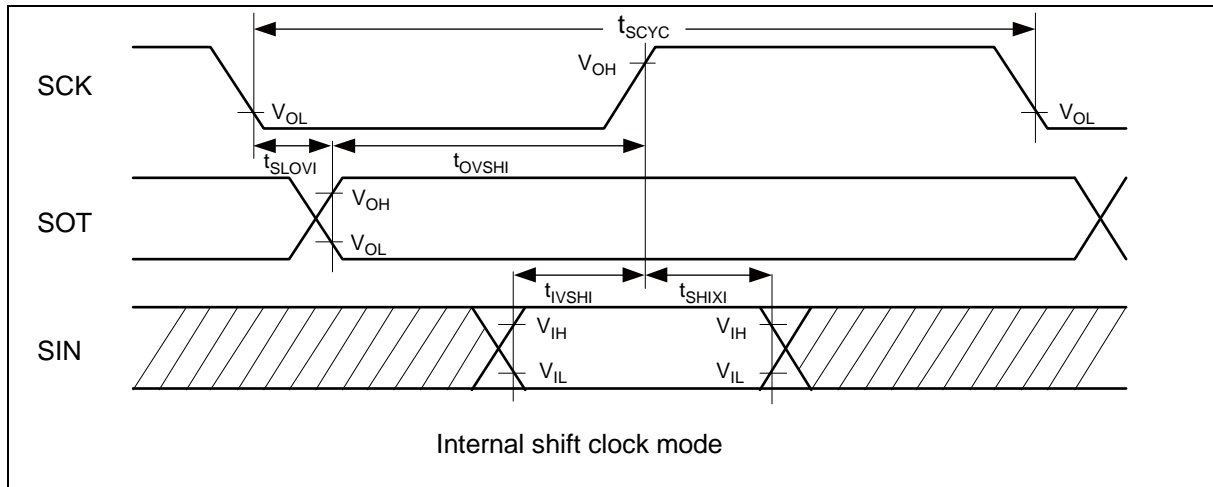 tSCYC
SCK
VOH
VOL
VOL
tSLOVI
tOVSHI
SOT
VOH
VOL
tIVSHI
tSHIXI
SIN
VIH
VIH
VIL
VIL
Internal shift clock mode